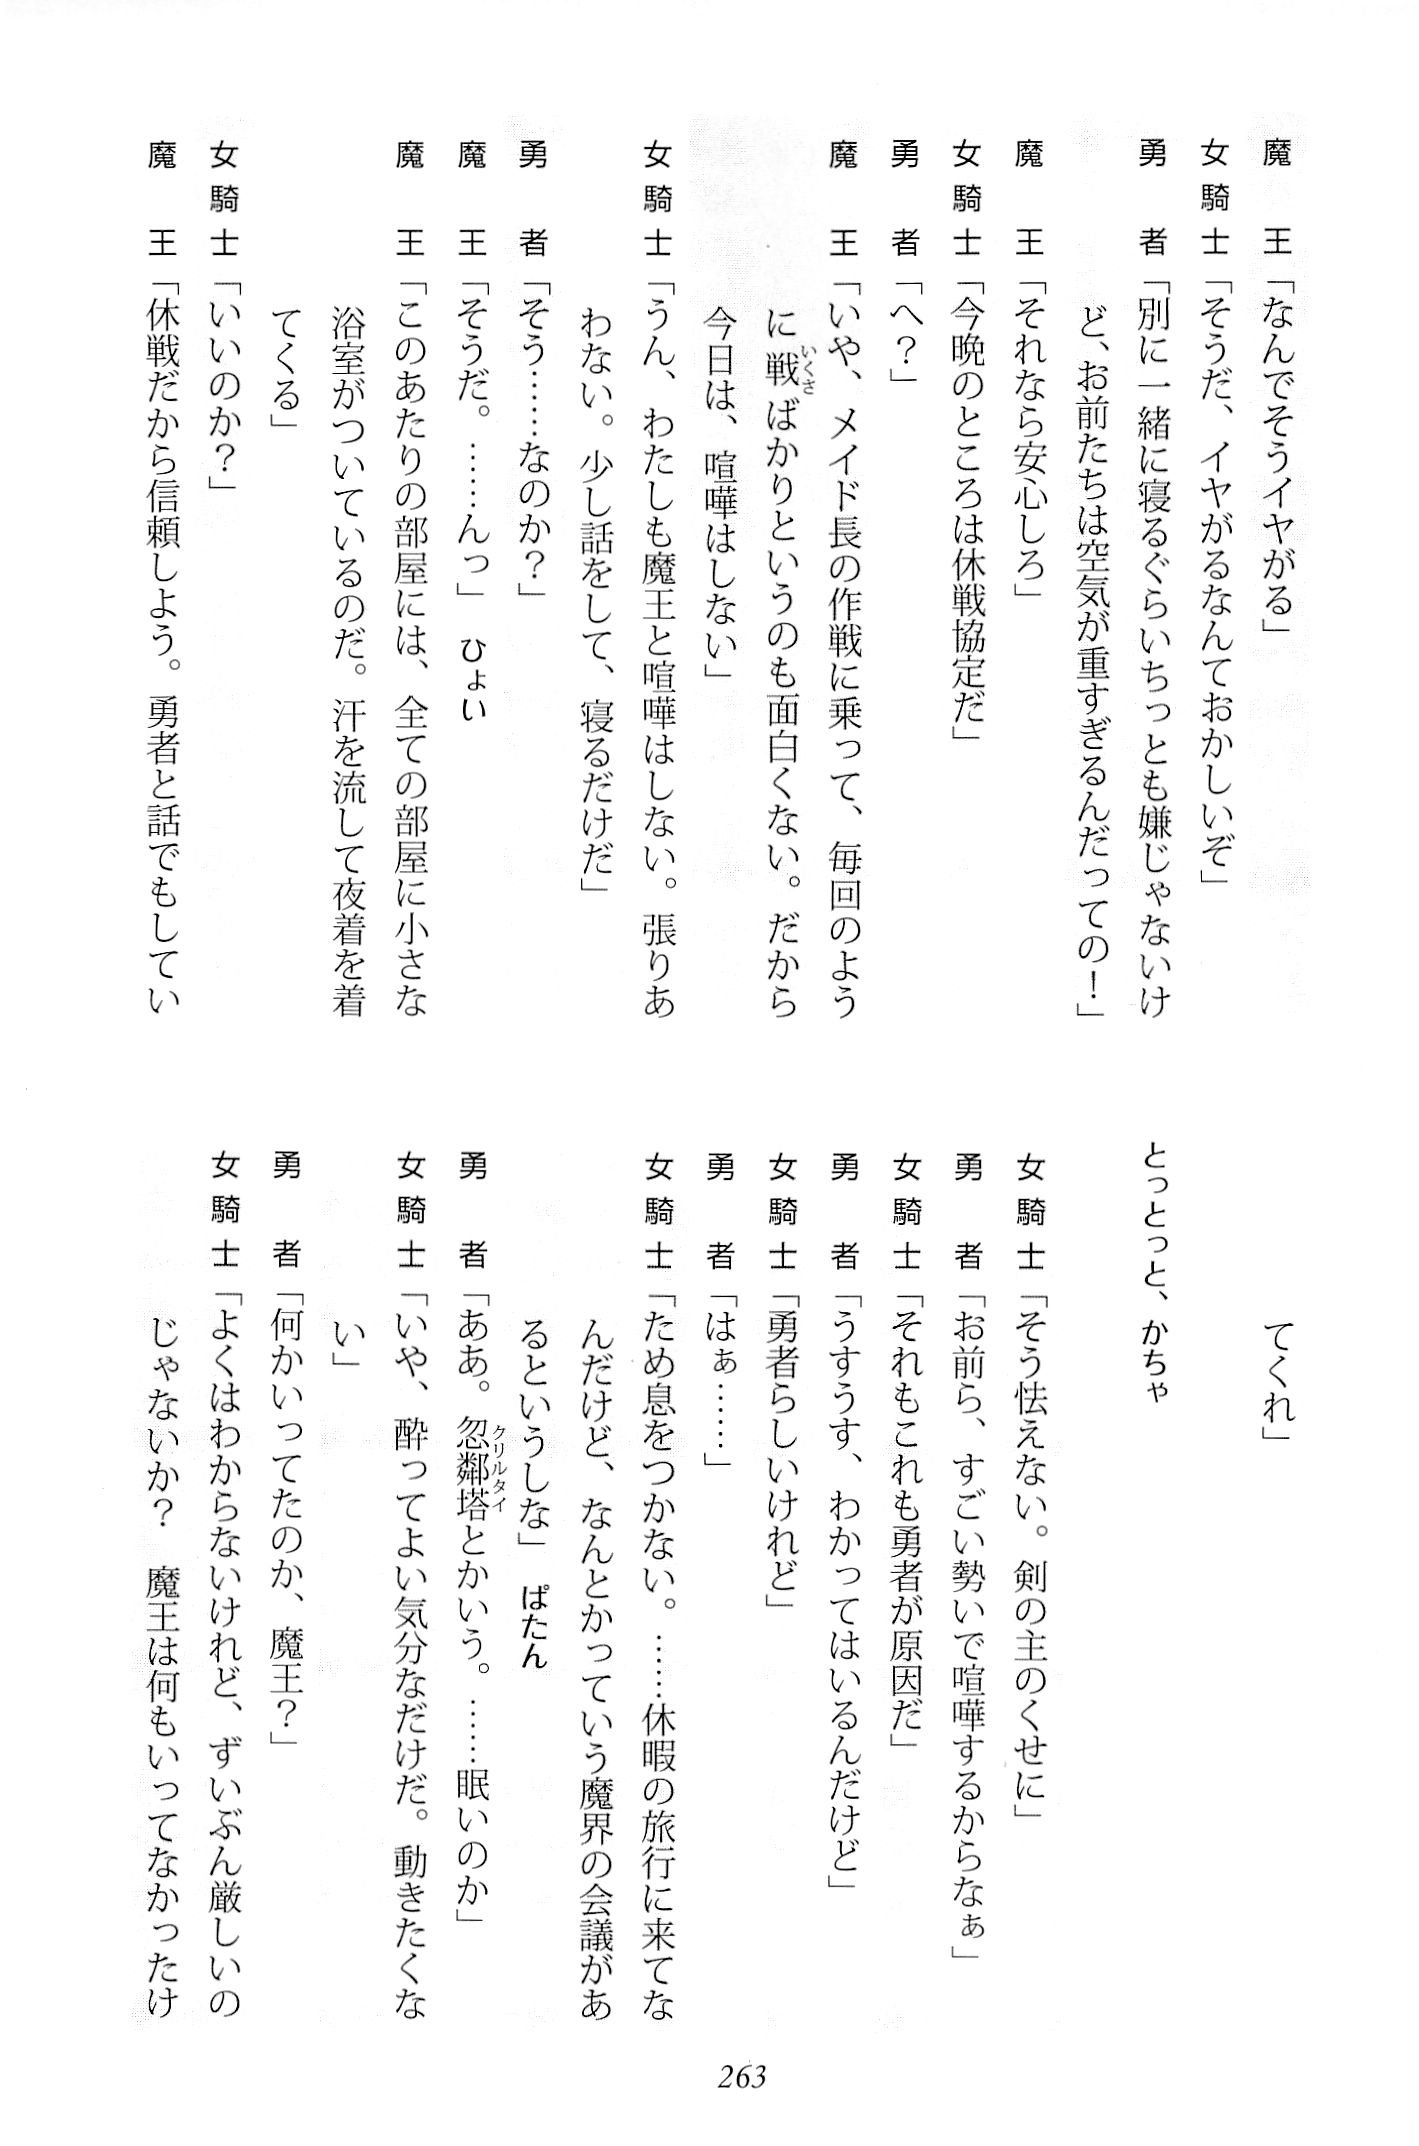 魔　王「なんでそうイヤがる」
女騎士「そうだ、イヤがるなんておかしいぞ」
勇　者「別に一緒に寝るぐらいちっとも嫌じゃないけ
ど、お前たちは空気が重すぎるんだっての！」
魔　王「それなら安心しろ」
女騎士「今晩のところは休戦協定だ」
勇　者「へ？」
魔　王「いや、メイド長の作戦に乗って、毎回のよう
に戦ばかりというのも面白くない。だから
今日は、喧嘩はしない」
女騎士「うん、わたしも魔王と喧嘩はしない。張りあ
わない。少し話をして、寝るだけだ」
勇　者「そう……なのか？」
魔　王「そうだ。……んっ」　ひょい
魔　王「このあたりの部屋には、全ての部屋に小さな
浴室がついているのだ。汗を流して夜着を着
てくる」
女騎士「いいのか？」
魔　王「休戦だから信頼しよう。勇者と話でもしてい
てくれ」
とっとっと、かちゃ
女騎士「そう怯えない。剣の主のくせに」
勇　者「お前ら、すごい勢いで喧嘩するからなぁ」
女騎士「それもこれも勇者が原因だ」
勇　者「うすうす、わかってはいるんだけど」
女騎士「勇者らしいけれど」
勇　者「はぁ……」
女騎士「ため息をつかない。……休暇の旅行に来てな
んだけど、なんとかっていう魔界の会議があ
るというしな」　ぱたん
勇　者「ああ。忽鄰塔とかいう。……眠いのか」
女騎士「いや、酔ってよい気分なだけだ。動きたくな
い」
勇　者「何かいってたのか、魔王？」
女騎士「よくはわからないけれど、ずいぶん厳しいの
じゃないか？　魔王は何もいってなかったけ
263